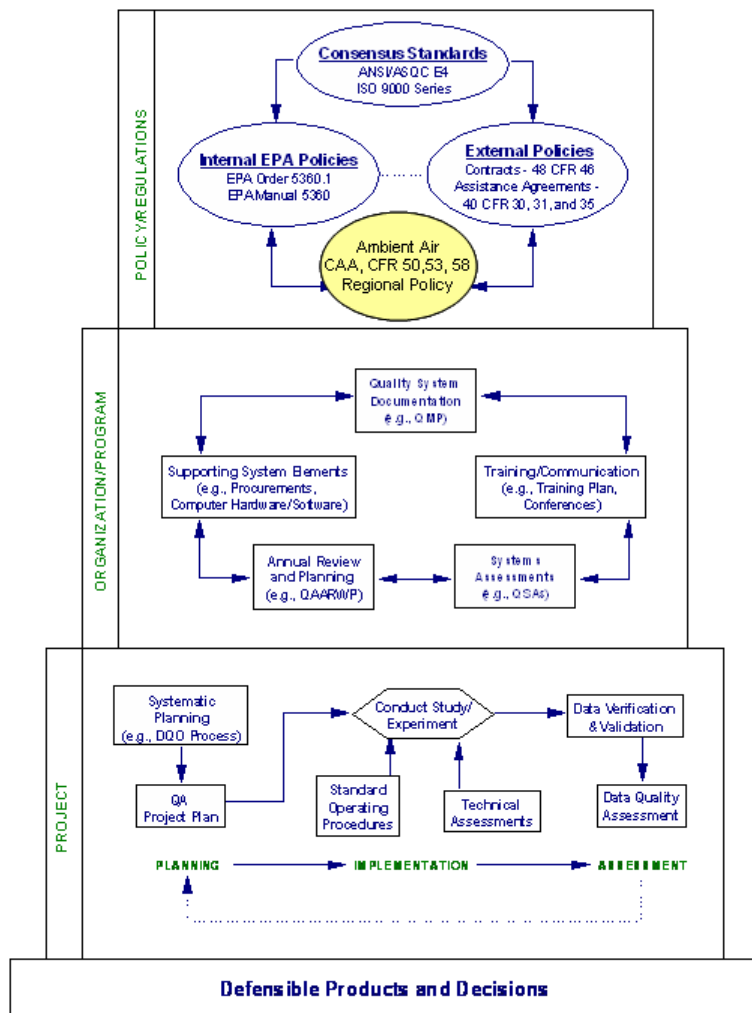 POLICY/REGULATIONS
Consensus Standards
ANSI/ASQC E4
ISO 9000 Series
Internal EPA Policies
EPA Order 5360.1
EPA Manual 5360
External Policies
Contracts - 48 CFR 46
Assistance Agreements -
40 CFR 30, 31, and 35
Ambient Air
CAA, CFR 50,53, 58
Regional Policy
ORGANIZATION/PROGRAM
Quality System
Documentation
(e.g., QMP)
Supporting System Elements
(e.g., Procurements,
Computer Hardware/Software)
Training/Communication
(e.g., Training Plan,
Conferences)
Annual Review
and Planning
(e.g., QAARWP)
Systems
Assessments
(e.g., QSAs)
PROJECT
Systematic
Planning
(e.g., DQO Process)
QA
Project Plan
Conduct Study/
Experiment
Standard
Operating
Procedures
Technical
Assessments
Data Verification
& Validation
Data Quality
Assessment
PLANNING
IMPLEMENTATION
ASSESSMENT
Defensible Products and Decisions